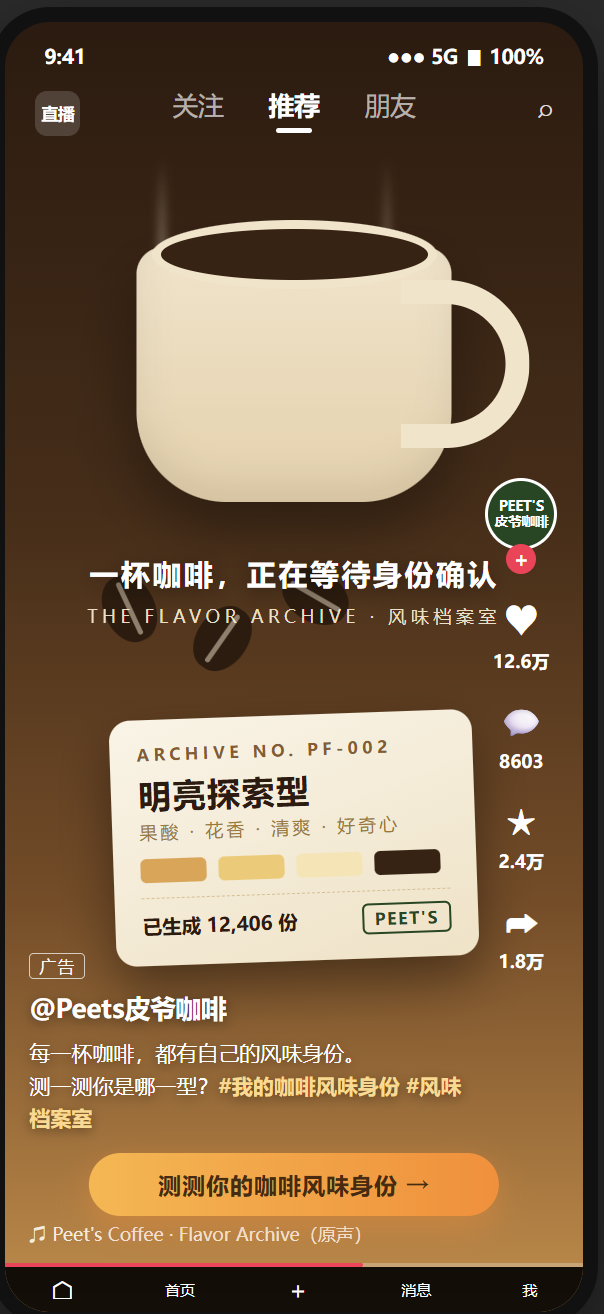 9:41 5G 100%
直播 关注 推荐 朋友
PEET'S
皮爷咖啡
+
一杯咖啡，正在等待身份确认
THE FLAVOR ARCHIVE · 风味档案室
12.6万
8603
ARCHIVE NO. PF-002
明亮探索型
果酸 · 花香 · 清爽 · 好奇心
2.4万
已生成 12,406 份 PEET'S
1.8万
广告
@Peets皮爷咖啡
每一杯咖啡，都有自己的风味身份。
测一测你是哪一型？ #我的咖啡风味身份 #风味
档案室
测测你的咖啡风味身份 →
♫ Peet's Coffee · Flavor Archive（原声）
首页 + 消息 我